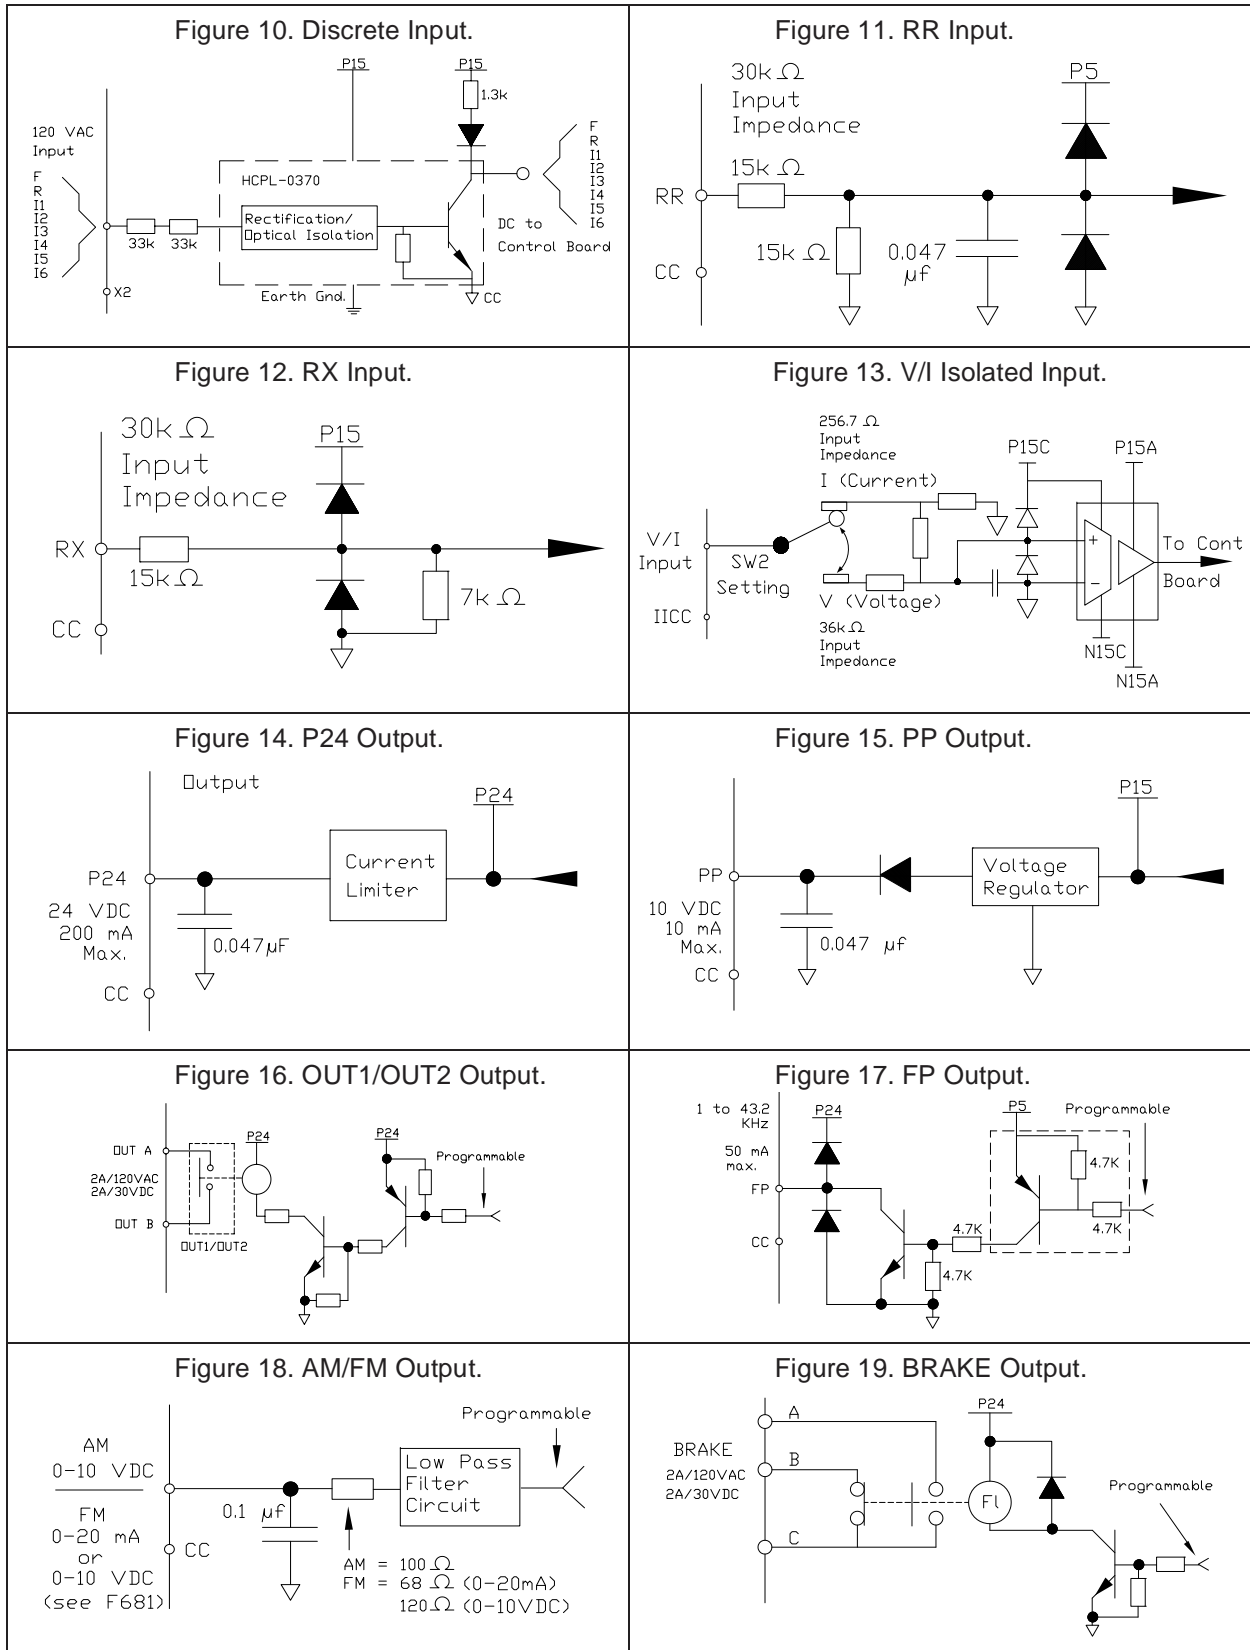 Figure 10. Discrete Input.
P15
P15
1.3k
120 VAC
Input
F
R
I1
I2
I3
I4
I5
I6
33k
33k
X2
HCPL-0370
Rectification/
Optical Isolation
Earth Gnd.
CC
DC to
Control Board
F
R
I1
I2
I3
I4
I5
I6
Figure 11. RR Input.
30k Ω
Input
Impedance
P5
15k Ω
RR
15k Ω
0.047
µf
CC
Figure 12. RX Input.
30k Ω
Input
Impedance
P15
RX
15k Ω
7k Ω
CC
Figure 13. V/I Isolated Input.
256.7 Ω
Input
Impedance
I (Current)
P15C
P15A
V/I
Input
SW2
Setting
+
−
To Cont
Board
V (Voltage)
IICC
36k Ω
Input
Impedance
N15C
N15A
Figure 14. P24 Output.
Output
P24
P24
Current
Limiter
24 VDC
200 mA
Max.
0.047µF
CC
Figure 15. PP Output.
P15
PP
Voltage
Regulator
10 VDC
10 mA
Max.
0.047 µf
CC
Figure 16. OUT1/OUT2 Output.
OUT A
P24
P24
Programmable
2A/120VAC
2A/30VDC
OUT B
OUT1/OUT2
Figure 17. FP Output.
1 to 43.2
KHz
P24
P5
Programmable
50 mA
max.
4.7K
FP
4.7K
CC
4.7K
4.7K
Figure 18. AM/FM Output.
Programmable
AM
0-10 VDC
Low Pass
Filter
Circuit
0.1 µf
FM
0-20 mA
or
0-10 VDC
(see F681)
CC
AM = 100 Ω
FM = 68 Ω (0-20mA)
120 Ω (0-10VDC)
Figure 19. BRAKE Output.
A
P24
BRAKE
2A/120VAC
2A/30VDC
B
Fl
Programmable
C